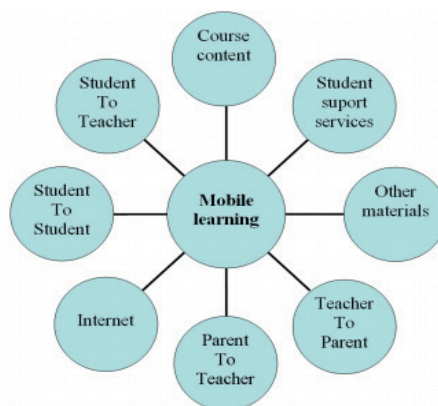 Course
content
Student
suport
services
Other
materials
Teacher
To
Parent
Parent
To
Teacher
Internet
Student
To
Student
Student
To
Teacher
Mobile
learning